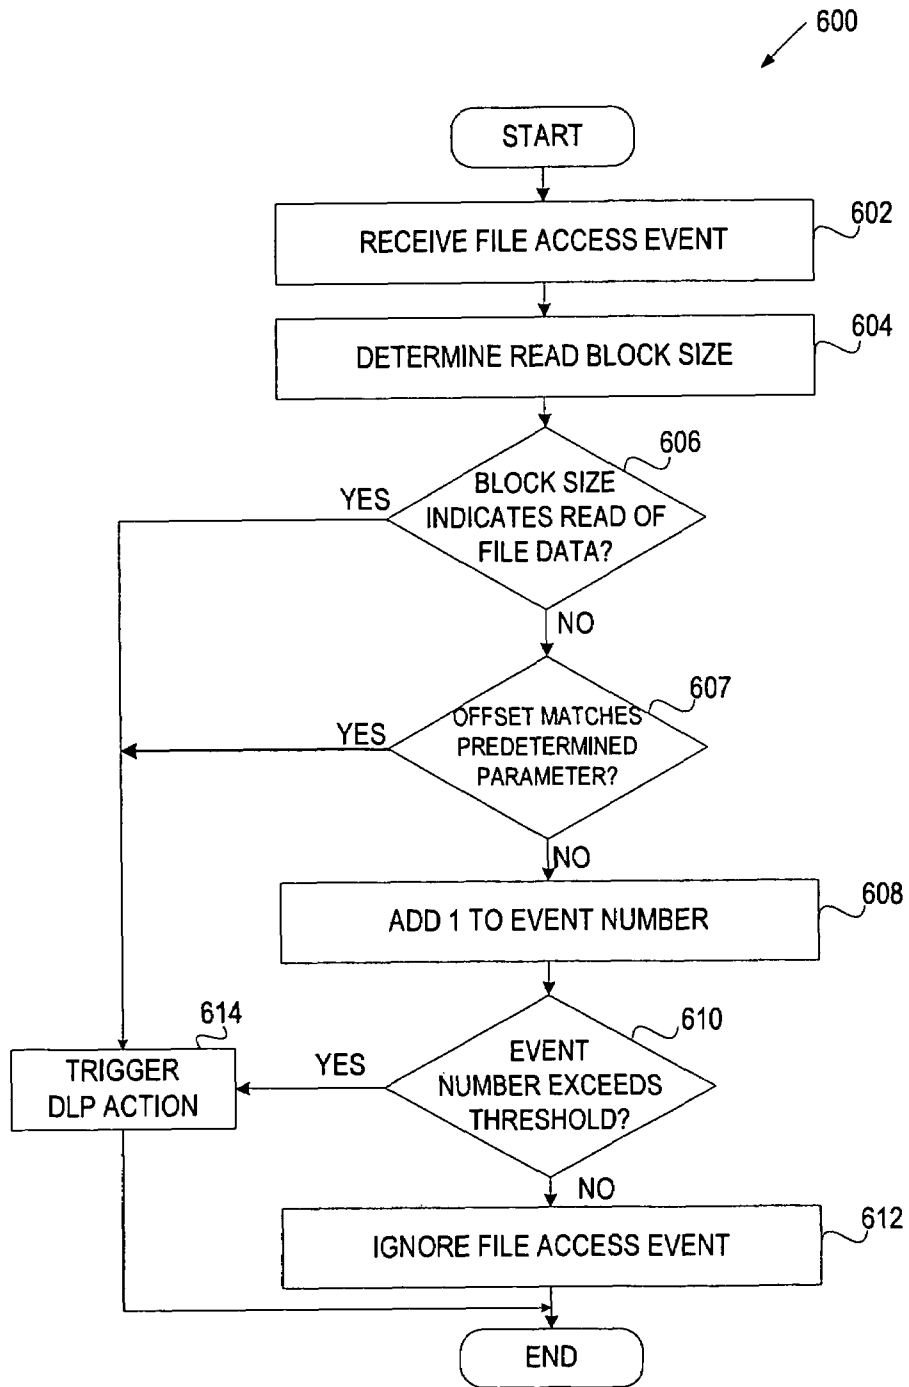 600
START
602
RECEIVE FILE ACCESS EVENT
604
DETERMINE READ BLOCK SIZE
606
YES
BLOCK SIZE
INDICATES READ OF
FILE DATA?
NO
607
YES
OFFSET MATCHES
PREDETERMINED
PARAMETER?
NO
608
ADD 1 TO EVENT NUMBER
614
610
TRIGGER
DLP ACTION
YES
EVENT
NUMBER EXCEEDS
THRESHOLD?
NO
612
IGNORE FILE ACCESS EVENT
END